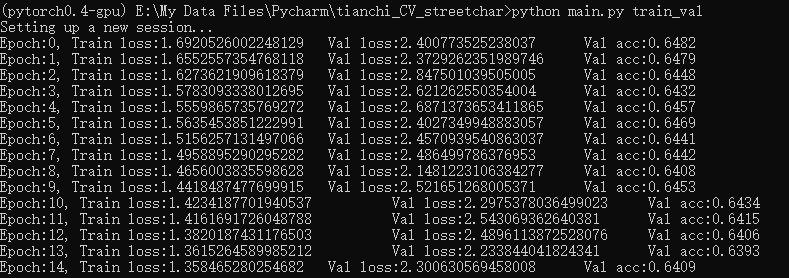 (pytorch0.4-gpu) E:\My Data Files\Pycharm\tianchi_CV_streetchar>python main.py train_val
Setting up a new session...
Epoch:0, Train loss:1.6920526002248129 Val loss:2.400773525238037 Val acc:0.6482
Epoch:1, Train loss:1.6552557354768118 Val loss:2.3729262351989746 Val acc:0.6479
Epoch:2, Train loss:1.627362190961 8379 Val loss:2.847501039505005 Val acc:0.6448
Epoch:3, Train loss:1.5783093338012695 Val loss:2.621262550354004 Val acc:0.6432
Epoch:4, Train loss:1.5559865735769272 Val loss:2.6871373653411865 Val acc:0.6457
Epoch:5, Train loss:1.5635453851222991 Val loss:2.4027349948883057 Val acc:0.6469
Epoch:6, Train loss:1.5156257131497066 Val loss:2.4570939540863037 Val acc:0.6441
Epoch:7, Train loss:1.4958895290295282 Val loss:2.486499786376953 Val acc:0.6442
Epoch:8, Train loss:1.4656003835598628 Val loss:2.1481223106384277 Val acc:0.6408
Epoch:9, Train loss:1.4418487477699915 Val loss:2.521651268005371 Val acc:0.6453
Epoch:10, Train loss:1.4234187701940537 Val loss:2.2975378036499023 Val acc:0.6434
Epoch:11, Train loss:1.4161691726048788 Val loss:2.543069362640381 Val acc:0.6415
Epoch:12, Train loss:1.3820187431176503 Val loss:2.4896113872528076 Val acc:0.6406
Epoch:13, Train loss:1.3615264589985212 Val loss:2.233844041824341 Val acc:0.6393
Epoch:14, Train loss:1.358465280254682 Val loss:2.300630569458008 Val acc:0.6409